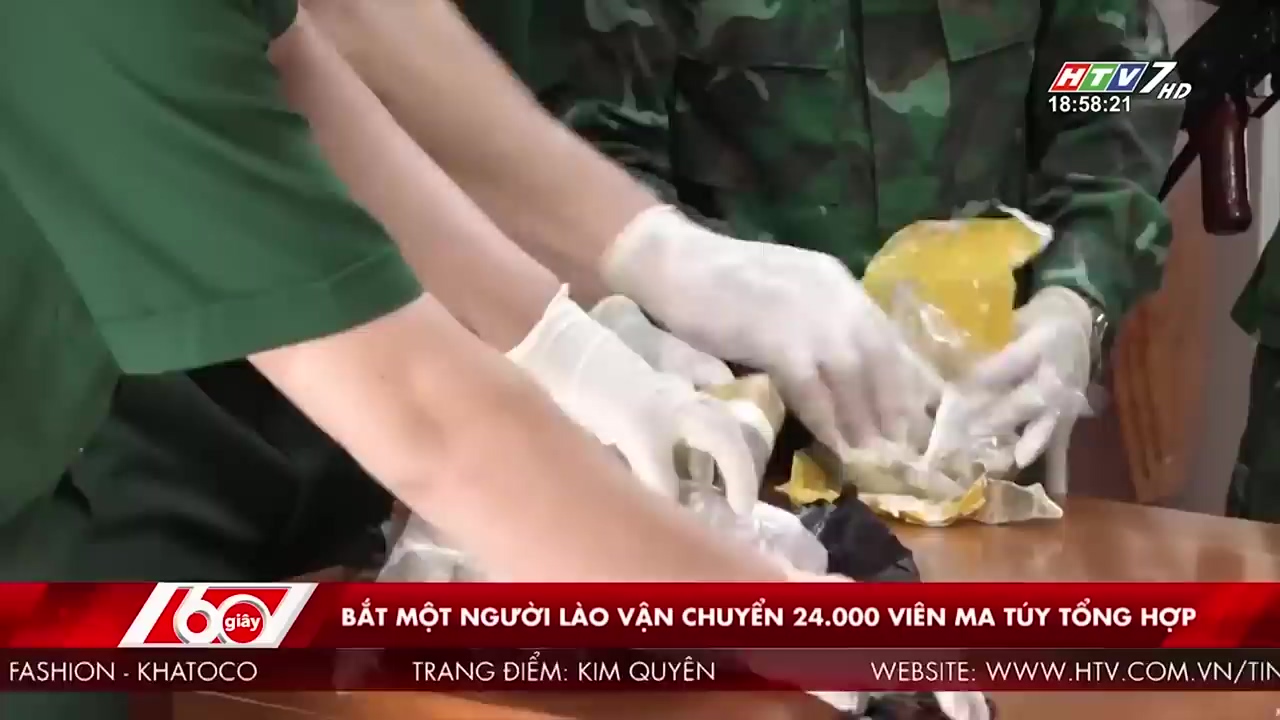 HTV7 HD
18:58:21
60 giây
BẮT MỘT NGƯỜI LÀO VẬN CHUYỂN 24.000 VIÊN MA TÚY TỔNG HỢP
FASHION - KHATOCO TRANG ĐIỂM: KIM QUYÊN WEBSITE: WWW.HTV.COM.VN/TIN